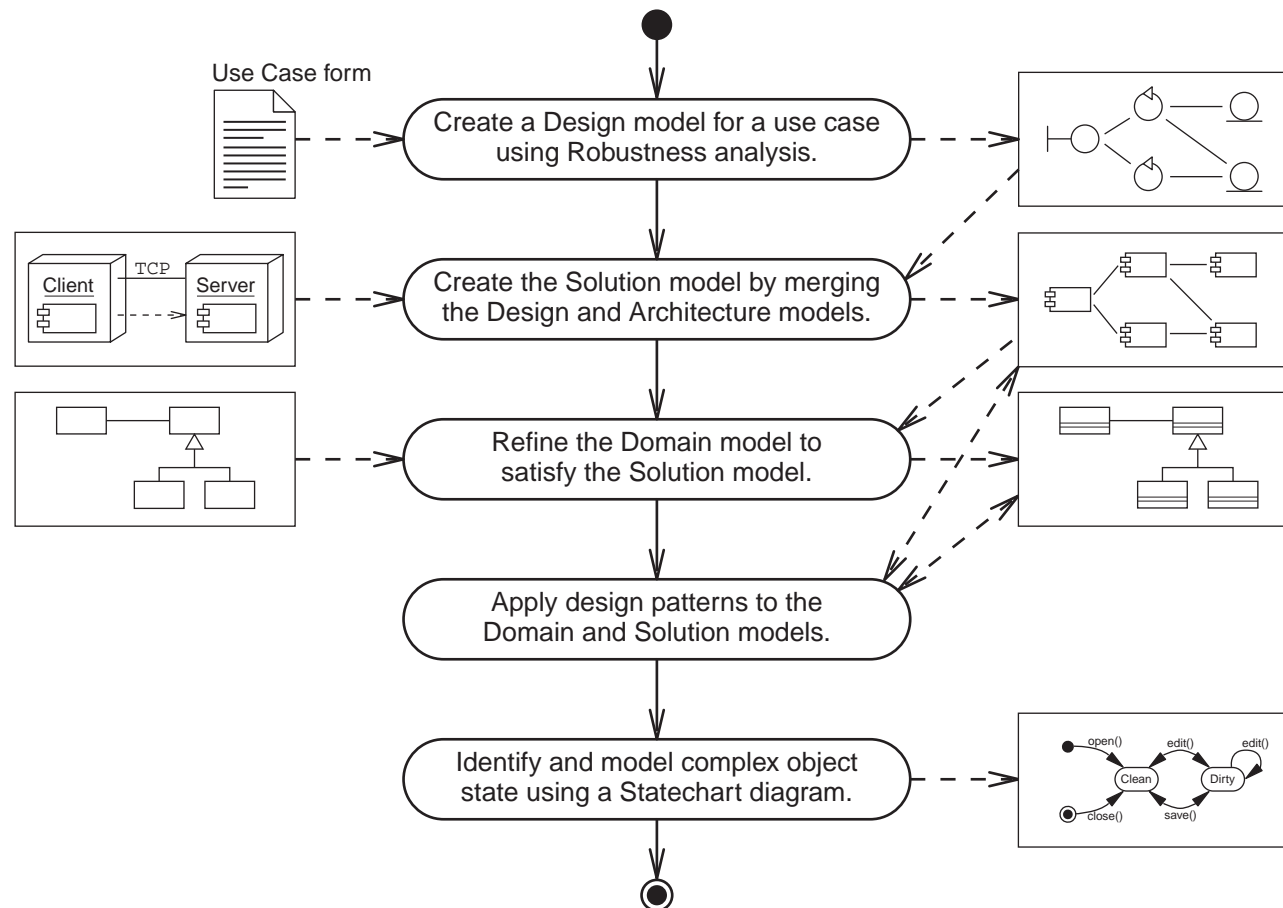 Use Case form
Create a Design model for a use case
using Robustness analysis.
Client
TCP
Server
Create the Solution model by merging
the Design and Architecture models.
Refine the Domain model to
satisfy the Solution model.
Apply design patterns to the
Domain and Solution models.
Identify and model complex object
state using a Statechart diagram.
open()
edit()
edit()
Clean
Dirty
close()
save()